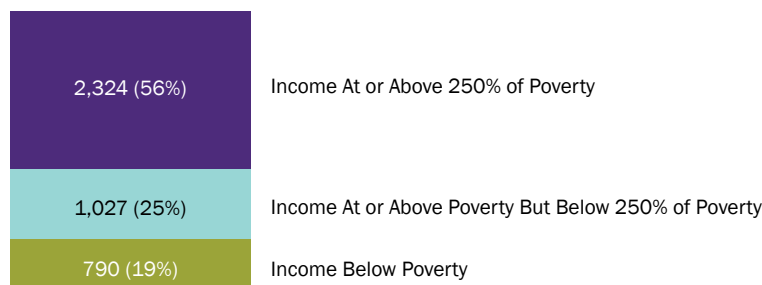 2,324 (56%) Income At or Above 250% of Poverty
1,027 (25%) Income At or Above Poverty But Below 250% of Poverty
790 (19%) Income Below Poverty